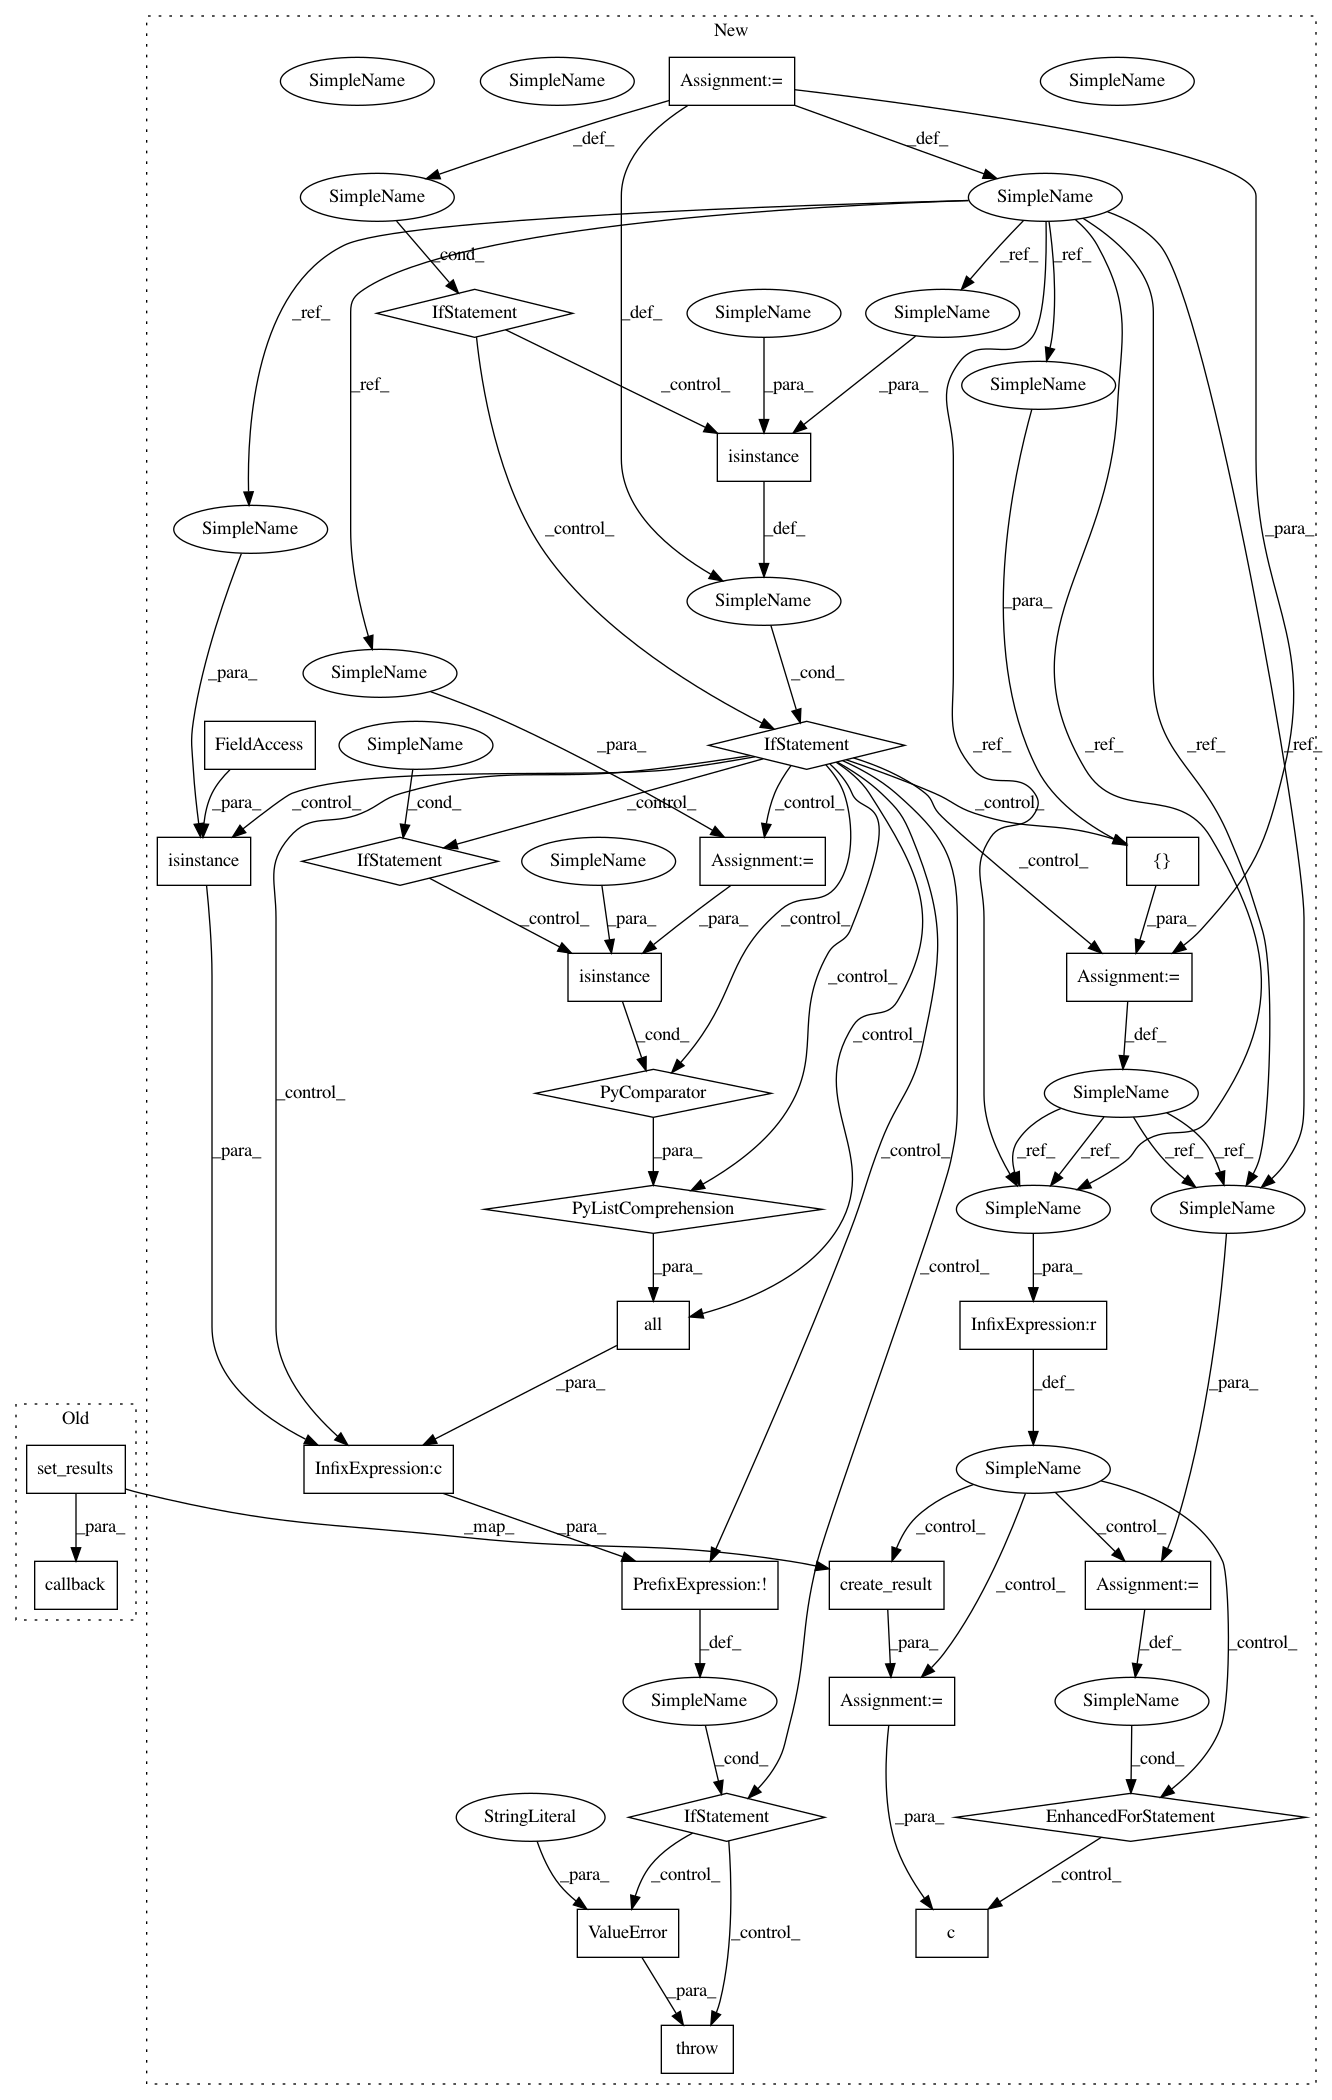 New
SimpleName
SimpleName
Assignment:=
SimpleName
_def_
_def_
SimpleName
SimpleName
_cond_
_ref_
_ref_
_ref_
IfStatement
_def_
SimpleName
SimpleName
_ref_
_control_
_para_
_para_
SimpleName
isinstance
SimpleName
_control_
_def_
_para_
SimpleName
_para_
_para_
SimpleName
_cond_
FieldAccess
SimpleName
_para_
IfStatement
_ref_
_ref_
_ref_
_ref_
_para_
_control_
_cond_
_control_
_control_
_control_
isinstance
IfStatement
SimpleName
Assignment:=
_control_
{}
_control_
_para_
_para_
_control_
_para_
isinstance
_control_
Assignment:=
_cond_
_control_
_def_
_control_
PyComparator
SimpleName
_para_
_para_
_control_
_ref_
_ref_
_ref_
_ref_
PyListComprehension
SimpleName
SimpleName
_para_
_control_
_para_
all
InfixExpression:r
_para_
_def_
_para_
Old
set_results
InfixExpression:c
SimpleName
_para_
_map_
_para_
_control_
_control_
callback
PrefixExpression:!
create_result
_control_
Assignment:=
_def_
_para_
_def_
_control_
SimpleName
Assignment:=
SimpleName
_cond_
_cond_
StringLiteral
IfStatement
_para_
EnhancedForStatement
_para_
_control_
_control_
ValueError
_control_
c
_para_
throw